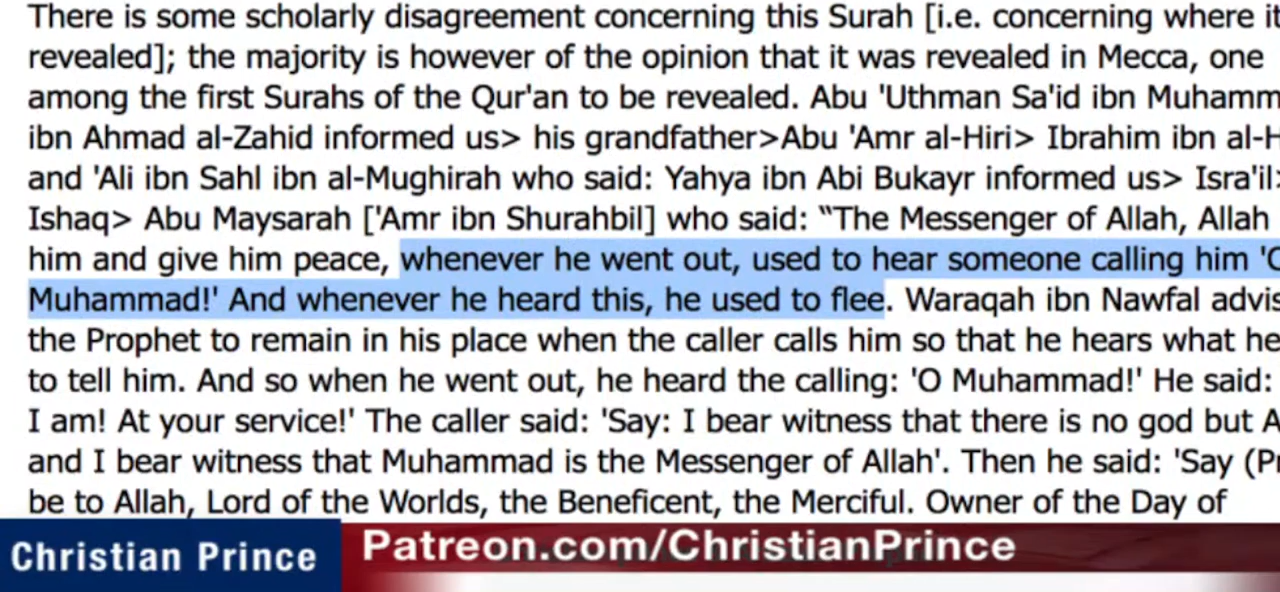 There is some scholarly disagreement concerning this Surah [i.e. concerning where it
revealed]; the majority is however of the opinion that it was revealed in Mecca, one
among the first Surahs of the Qur'an to be revealed. Abu 'Uthman Sa'id ibn Muhamm
ibn Ahmad al-Zahid informed us> his grandfather>Abu 'Amr al-Hiri> Ibrahim ibn al-H
and 'Ali ibn Sahl ibn al-Mughirah who said: Yahya ibn Abi Bukayr informed us> Isra'il>
Ishaq> Abu Maysarah ['Amr ibn Shurahbil] who said: “The Messenger of Allah, Allah
him and give him peace, whenever he went out, used to hear someone calling him 'O
Muhammad!' And whenever he heard this, he used to flee. Waraqah ibn Nawfal advis
the Prophet to remain in his place when the caller calls him so that he hears what he
to tell him. And so when he went out, he heard the calling: 'O Muhammad!' He said:
I am! At your service!' The caller said: 'Say: I bear witness that there is no god but A
and I bear witness that Muhammad is the Messenger of Allah'. Then he said: 'Say (Pr
be to Allah, Lord of the Worlds, the Beneficent, the Merciful. Owner of the Day of
Christian Prince
Patreon.com/ChristianPrince